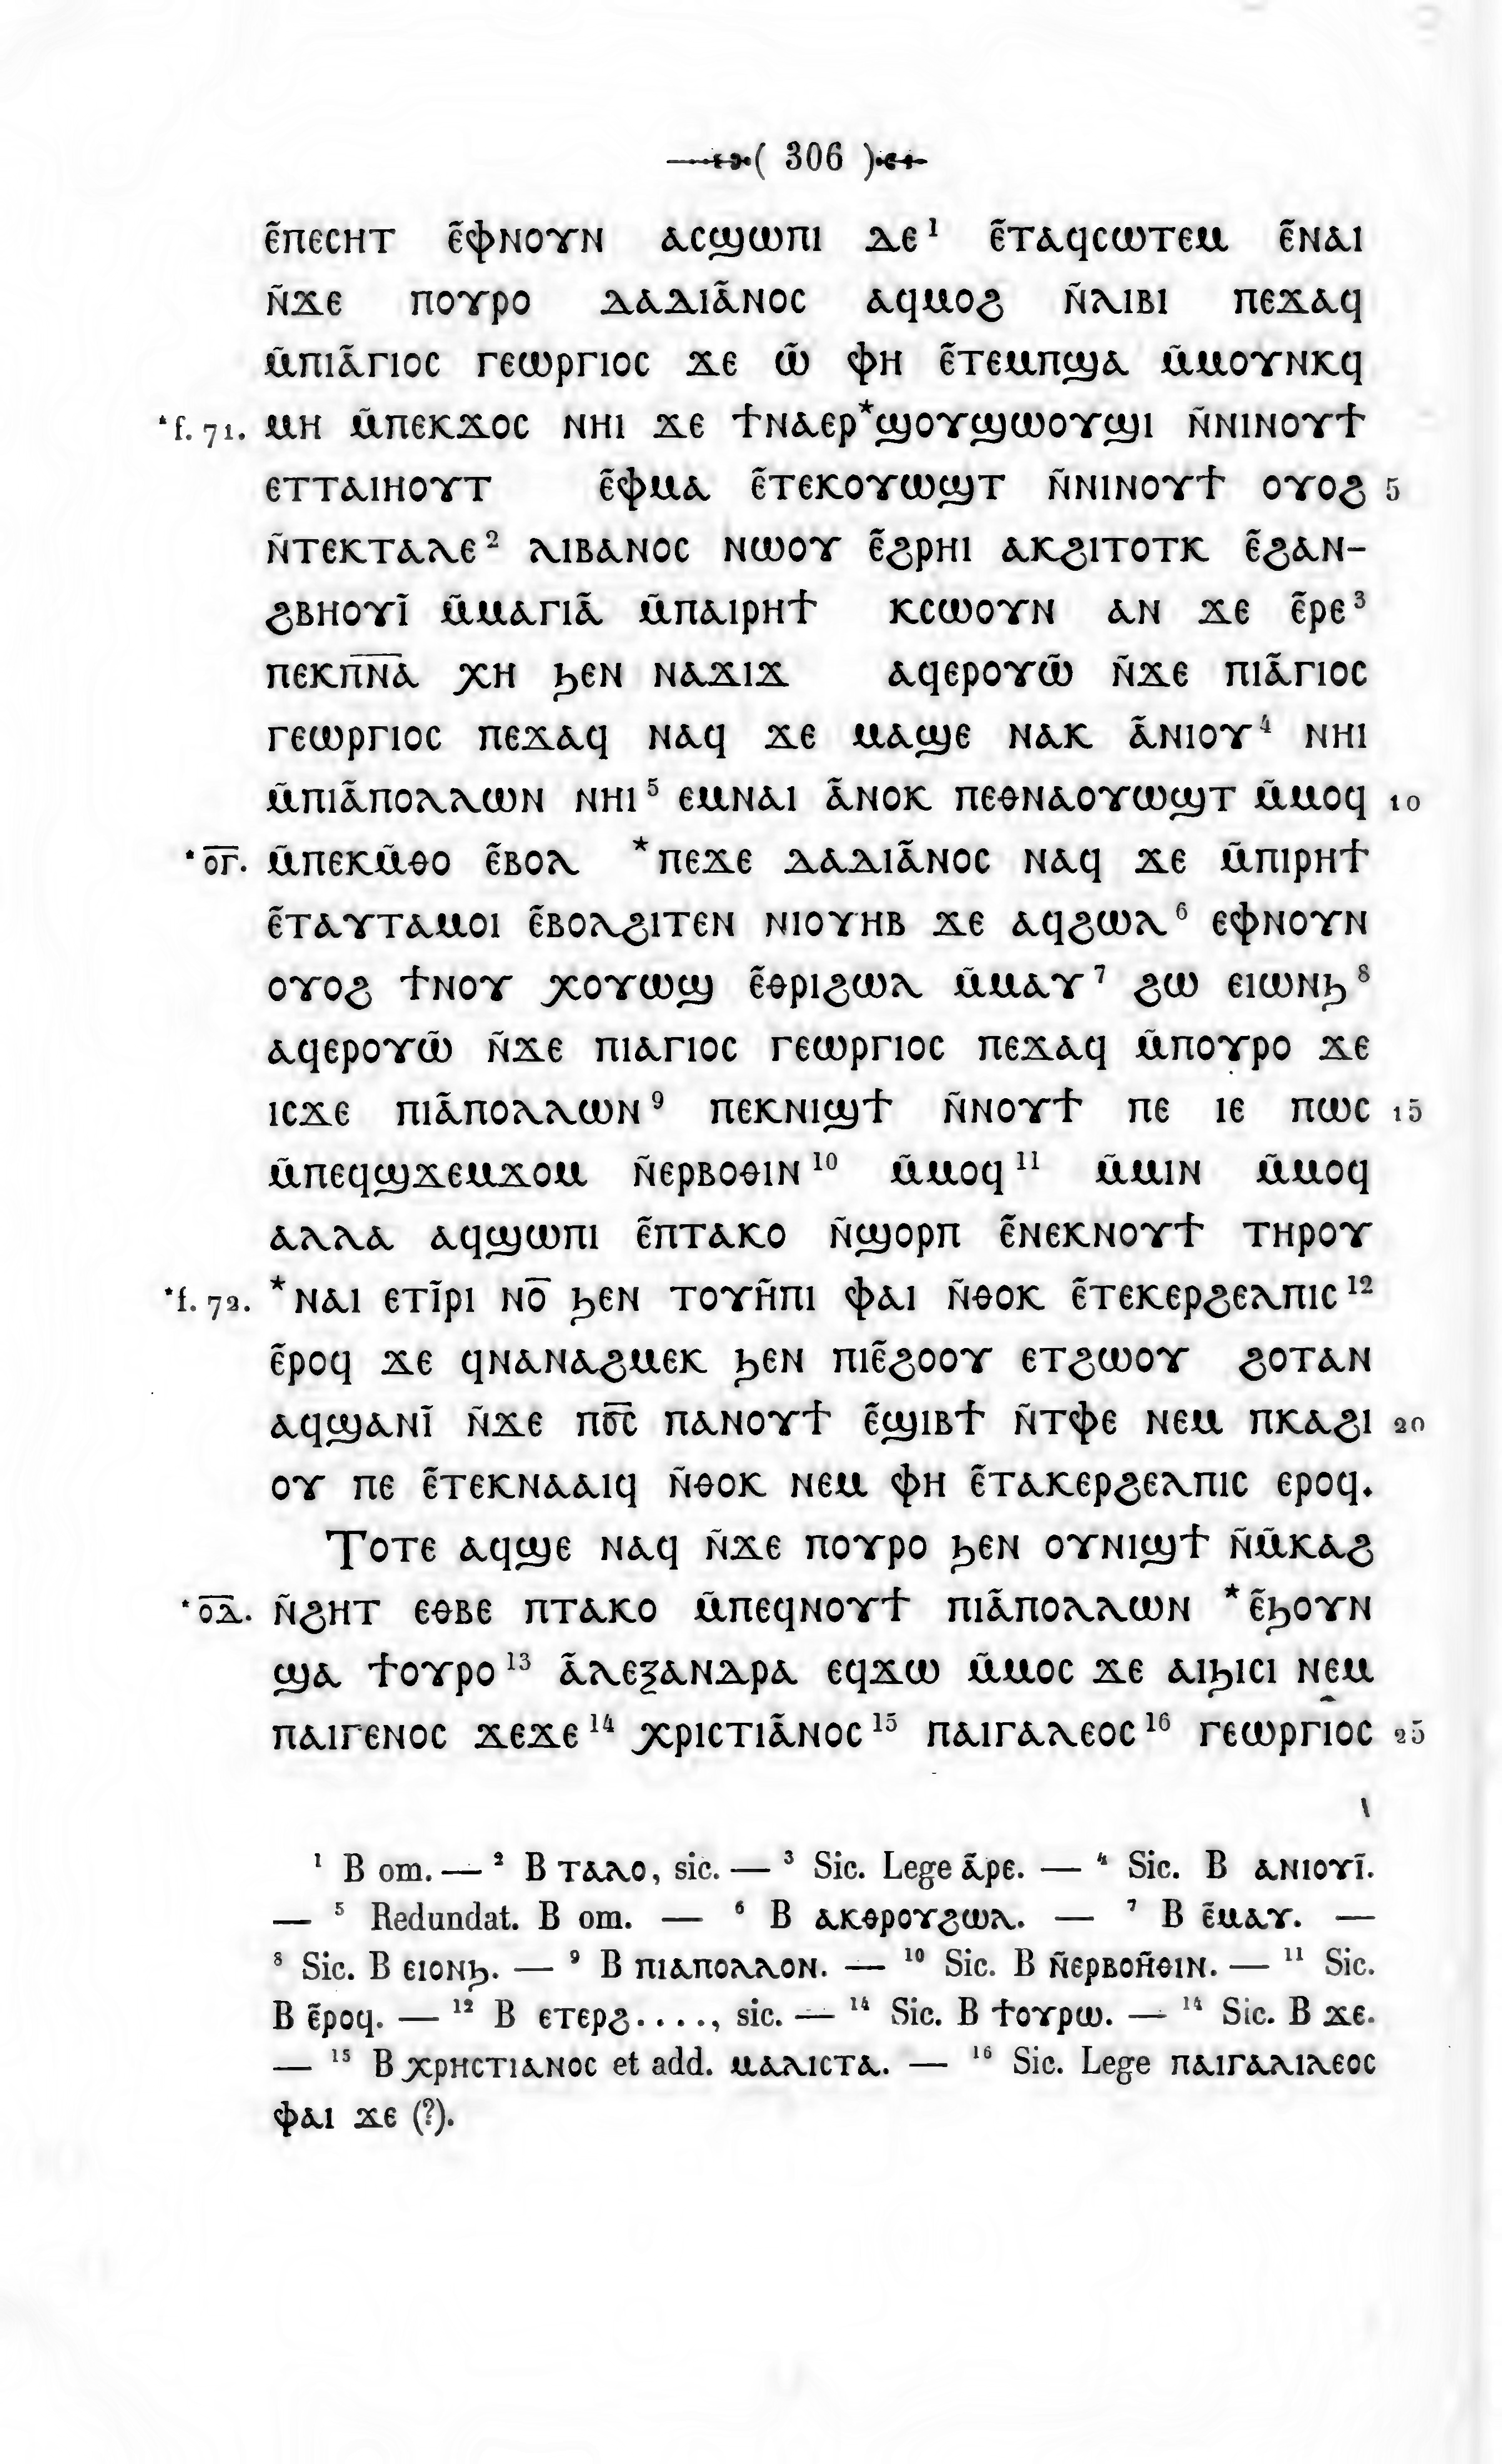 ( 306 )
ⲉ̃ⲡⲉⲥⲏⲧ ⲉ̃ⲫⲛⲟⲩⲛ ⲁⲥϣⲱⲡⲓ ⲇⲉ¹ ⲉ̃ⲧⲁϥⲥⲱⲧⲉⲙ ⲉ̃ⲛⲁⲓ
ⲛ̃ϫⲉ ⲡⲟⲩⲣⲟ ⲇⲁⲇⲓⲁ̃ⲛⲟⲥ ⲁϥⲙⲟϩ ⲛ̃ⲗⲓⲃⲓ ⲡⲉϫⲁϥ
ⲙ̃ⲡⲓⲁ̃ⲅⲓⲟⲥ ⲅⲉⲱⲣⲅⲓⲟⲥ ϫⲉ ⲱ̃ ⲫⲏ ⲉ̃ⲧⲉⲙⲡϣⲁ ⲙ̃ⲙⲟⲩⲛⲕϥ
*f. 71. ⲙⲏ ⲙ̃ⲡⲉⲕϫⲟⲥ ⲛⲏⲓ ϫⲉ ϯⲛⲁⲉⲣ*ϣⲟⲩϣⲱⲟⲩϣⲓ ⲛ̃ⲛⲓⲛⲟⲩϯ
ⲉⲧⲧⲁⲓⲏⲟⲩⲧ ⲉ̃ⲫⲙⲁ ⲉ̃ⲧⲉⲕⲟⲩⲱϣⲧ ⲛ̃ⲛⲓⲛⲟⲩϯ ⲟⲩⲟϩ 5
ⲛ̃ⲧⲉⲕⲧⲁⲗⲉ² ⲗⲓⲃⲁⲛⲟⲥ ⲛⲱⲟⲩ ⲉ̃ϩⲣⲏⲓ ⲁⲕϩⲓⲧⲟⲧⲕ ⲉ̃ϩⲁⲛ-
ϩⲃⲏⲟⲩⲓ̃ ⲙ̃ⲙⲁⲅⲓⲁ̃ ⲙ̃ⲡⲁⲓⲣⲏϯ ⲕⲥⲱⲟⲩⲛ ⲁⲛ ϫⲉ ⲉ̃ⲣⲉ³
ⲡⲉⲕⲡ̅ⲛ̅ⲁ̅ ⲭⲏ ϧⲉⲛ ⲛⲁϫⲓϫ ⲁϥⲉⲣⲟⲩⲱ̃ ⲛ̃ϫⲉ ⲡⲓⲁ̃ⲅⲓⲟⲥ
ⲅⲉⲱⲣⲅⲓⲟⲥ ⲡⲉϫⲁϥ ⲛⲁϥ ϫⲉ ⲙⲁϣⲉ ⲛⲁⲕ ⲁ̃ⲛⲓⲟⲩ⁴ ⲛⲏⲓ
ⲙ̃ⲡⲓⲁ̃ⲡⲟⲗⲗⲱⲛ ⲛⲏⲓ⁵ ⲉⲙⲛⲁⲓ ⲁ̃ⲛⲟⲕ ⲡⲉⲑⲛⲁⲟⲩⲱϣⲧ ⲙ̃ⲙⲟϥ 10
*ⲟ̅ⲅ̅. ⲙ̃ⲡⲉⲕⲙ̃ⲑⲟ ⲉ̃ⲃⲟⲗ *ⲡⲉϫⲉ ⲇⲁⲇⲓⲁ̃ⲛⲟⲥ ⲛⲁϥ ϫⲉ ⲙ̃ⲡⲓⲣⲏϯ
ⲉ̃ⲧⲁⲩⲧⲁⲙⲟⲓ ⲉ̃ⲃⲟⲗϩⲓⲧⲉⲛ ⲛⲓⲟⲩⲏⲃ ϫⲉ ⲁϥϩⲱⲗ⁶ ⲉⲫⲛⲟⲩⲛ
ⲟⲩⲟϩ ϯⲛⲟⲩ ⲭⲟⲩⲱϣ ⲉ̃ⲑⲣⲓϩⲱⲗ ⲙ̃ⲙⲁⲩ⁷ ϩⲱ ⲉⲓⲱⲛϧ⁸
ⲁϥⲉⲣⲟⲩⲱ̃ ⲛ̃ϫⲉ ⲡⲓⲁⲅⲓⲟⲥ ⲅⲉⲱⲣⲅⲓⲟⲥ ⲡⲉϫⲁϥ ⲙ̃ⲡⲟⲩⲣⲟ ϫⲉ
ⲓⲥϫⲉ ⲡⲓⲁ̃ⲡⲟⲗⲗⲱⲛ⁹ ⲡⲉⲕⲛⲓϣϯ ⲛ̃ⲛⲟⲩϯ ⲡⲉ ⲓⲉ ⲡⲱⲥ 15
ⲙ̃ⲡⲉϥϣϫⲉⲙϫⲟⲙ ⲛ̃ⲉⲣⲃⲟⲑⲓⲛ¹⁰ ⲙ̃ⲙⲟϥ¹¹ ⲙ̃ⲙⲓⲛ ⲙ̃ⲙⲟϥ
ⲁⲗⲗⲁ ⲁϥϣⲱⲡⲓ ⲉ̃ⲡⲧⲁⲕⲟ ⲛ̃ϣⲟⲣⲡ ⲉ̃ⲛⲉⲕⲛⲟⲩϯ ⲧⲏⲣⲟⲩ
*f. 72. *ⲛⲁⲓ ⲉⲧⲓ̃ⲣⲓ ⲛⲟ̅ ϧⲉⲛ ⲧⲟⲩⲏ̃ⲡⲓ ⲫⲁⲓ ⲛ̃ⲑⲟⲕ ⲉ̃ⲧⲉⲕⲉⲣϩⲉⲗⲡⲓⲥ¹²
ⲉ̃ⲣⲟϥ ϫⲉ ϥⲛⲁⲛⲁϩⲙⲉⲕ ϧⲉⲛ ⲡⲓⲉ̃ϩⲟⲟⲩ ⲉⲧϩⲱⲟⲩ ϩⲟⲧⲁⲛ
ⲁϥϣⲁⲛⲓ̃ ⲛ̃ϫⲉ ⲡϭ̅ⲥ̅ ⲡⲁⲛⲟⲩϯ ⲉ̃ϣⲓⲃϯ ⲛ̃ⲧⲫⲉ ⲛⲉⲙ ⲡⲕⲁϩⲓ 20
ⲟⲩ ⲡⲉ ⲉ̃ⲧⲉⲕⲛⲁⲁⲓϥ ⲛ̃ⲑⲟⲕ ⲛⲉⲙ ⲫⲏ ⲉ̃ⲧⲁⲕⲉⲣϩⲉⲗⲡⲓⲥ ⲉⲣⲟϥ.
Ⲧⲟⲧⲉ ⲁϥϣⲉ ⲛⲁϥ ⲛ̃ϫⲉ ⲡⲟⲩⲣⲟ ϧⲉⲛ ⲟⲩⲛⲓϣϯ ⲛ̃ⲙ̃ⲕⲁϩ
*ⲟ̅ⲇ̅. ⲛ̃ϩⲏⲧ ⲉⲑⲃⲉ ⲡⲧⲁⲕⲟ ⲙ̃ⲡⲉϥⲛⲟⲩϯ ⲡⲓⲁ̃ⲡⲟⲗⲗⲱⲛ *ⲉ̃ϧⲟⲩⲛ
ϣⲁ ϯⲟⲩⲣⲟ¹³ ⲁ̃ⲗⲉⲝⲁⲛⲇⲣⲁ ⲉϥϫⲱ ⲙ̃ⲙⲟⲥ ϫⲉ ⲁⲓϧⲓⲥⲓ ⲛⲉⲙ
ⲡⲁⲓⲅⲉⲛⲟⲥ ϫⲉϫⲉ¹⁴ ⲭⲣⲓⲥⲧⲓⲁ̃ⲛⲟⲥ¹⁵ ⲡⲁⲓⲅⲁⲗⲉⲟⲥ¹⁶ ⲅⲉⲱⲣⲅⲓⲟⲥ 25
¹ B om. — ² B ⲧⲁⲗⲟ, sic. — ³ Sic. Lege ⲁ̃ⲣⲉ. — ⁴ Sic. B ⲁⲛⲓⲟⲩⲓ̃.
— ⁵ Redundat. B om. — ⁶ B ⲁⲕⲑⲣⲟⲩϩⲱⲗ. — ⁷ B ⲉ̃ⲙⲁⲩ. —
⁸ Sic. B ⲉⲓⲟⲛϧ. — ⁹ B ⲡⲓⲁⲡⲟⲗⲗⲟⲛ. — ¹⁰ Sic. B ⲛ̃ⲉⲣⲃⲟⲏ̃ⲑⲓⲛ. — ¹¹ Sic.
B ⲉ̃ⲣⲟϥ. — ¹² B ⲉⲧⲉⲣϩ...., sic. — ¹⁴ Sic. B ϯⲟⲩⲣⲱ. — ¹⁴ Sic. B ϫⲉ.
— ¹⁵ B ⲭⲣⲏⲥⲧⲓⲁⲛⲟⲥ et add. ⲙⲁⲗⲓⲥⲧⲁ. — ¹⁶ Sic. Lege ⲡⲁⲓⲅⲁⲗⲓⲗⲉⲟⲥ
ⲫⲁⲓ ϫⲉ (?).